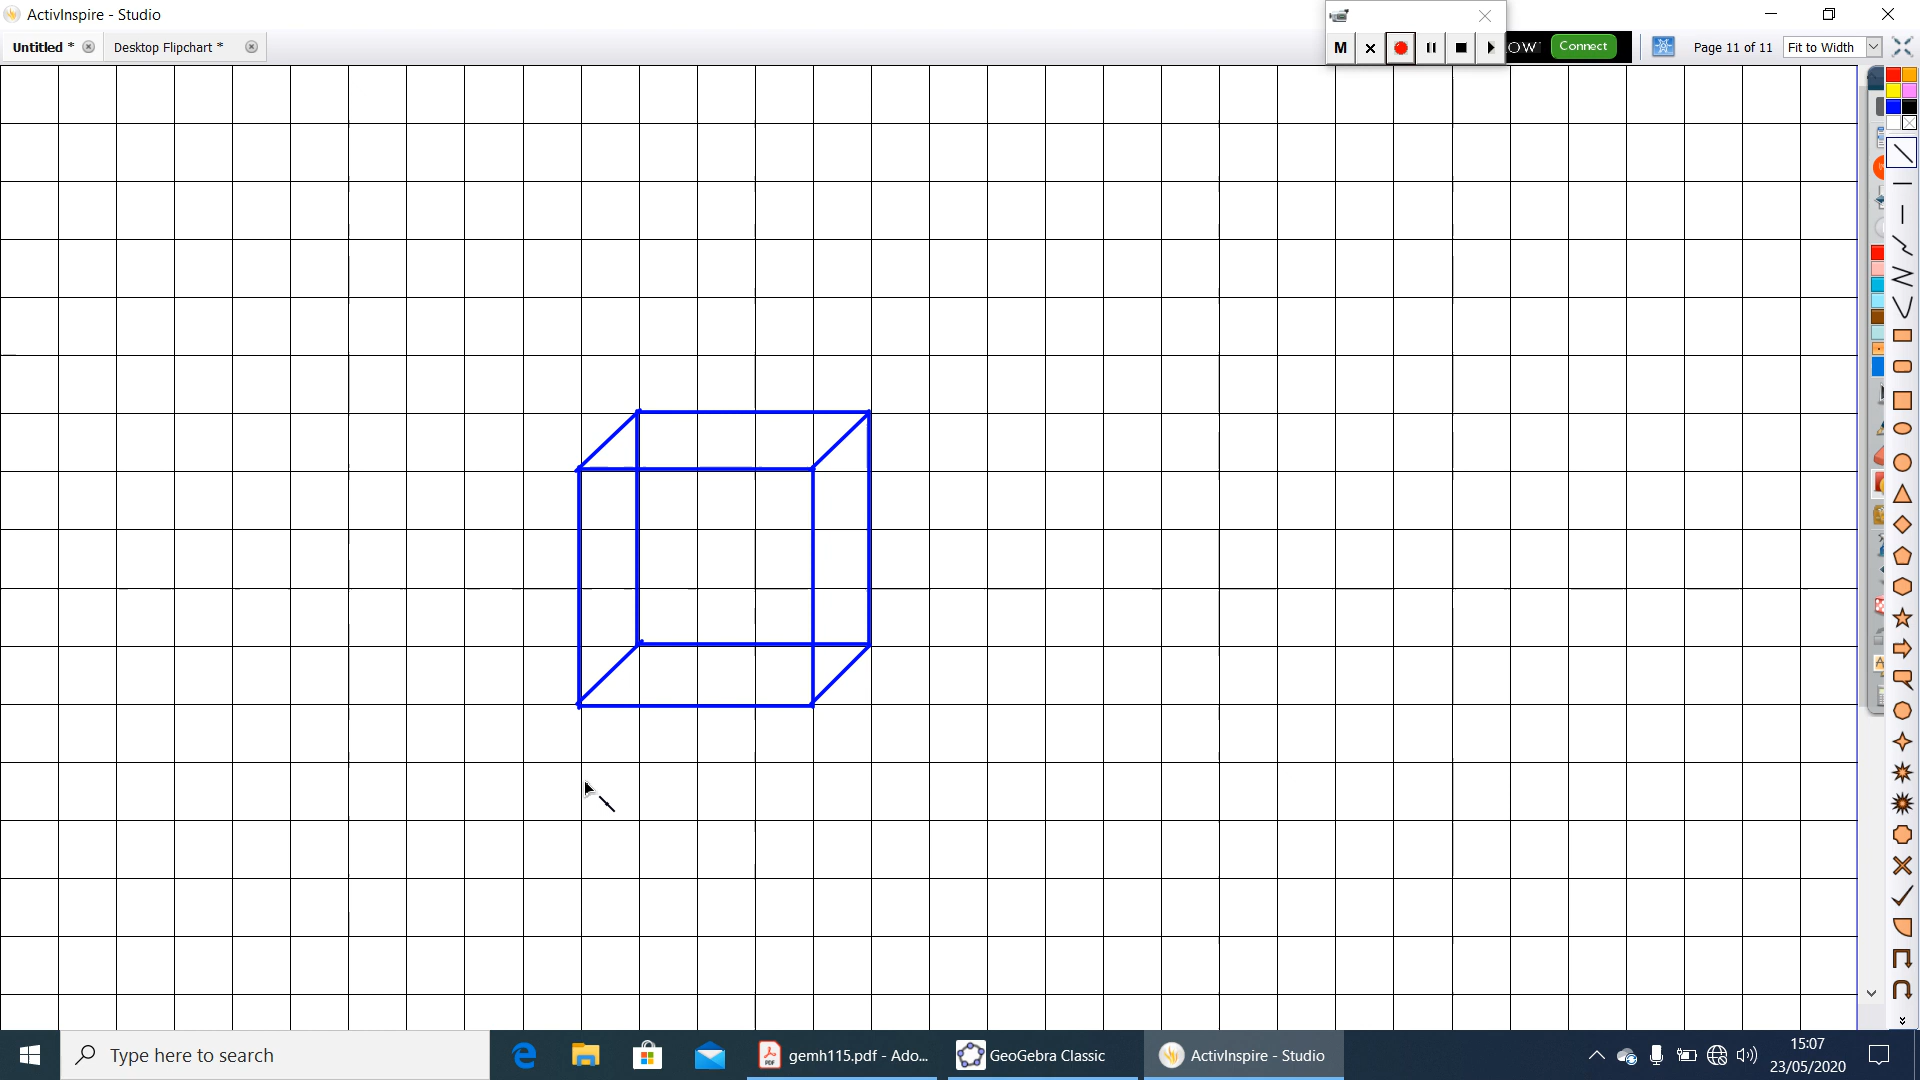 ActivInspire - Studio
Untitled *
Desktop Flipchart *
M
OW!
Connect
Page 11 of 11
Fit to Width
Type here to search
gemh115.pdf - Ado...
GeoGebra Classic
ActivInspire - Studio
15:07
23/05/2020